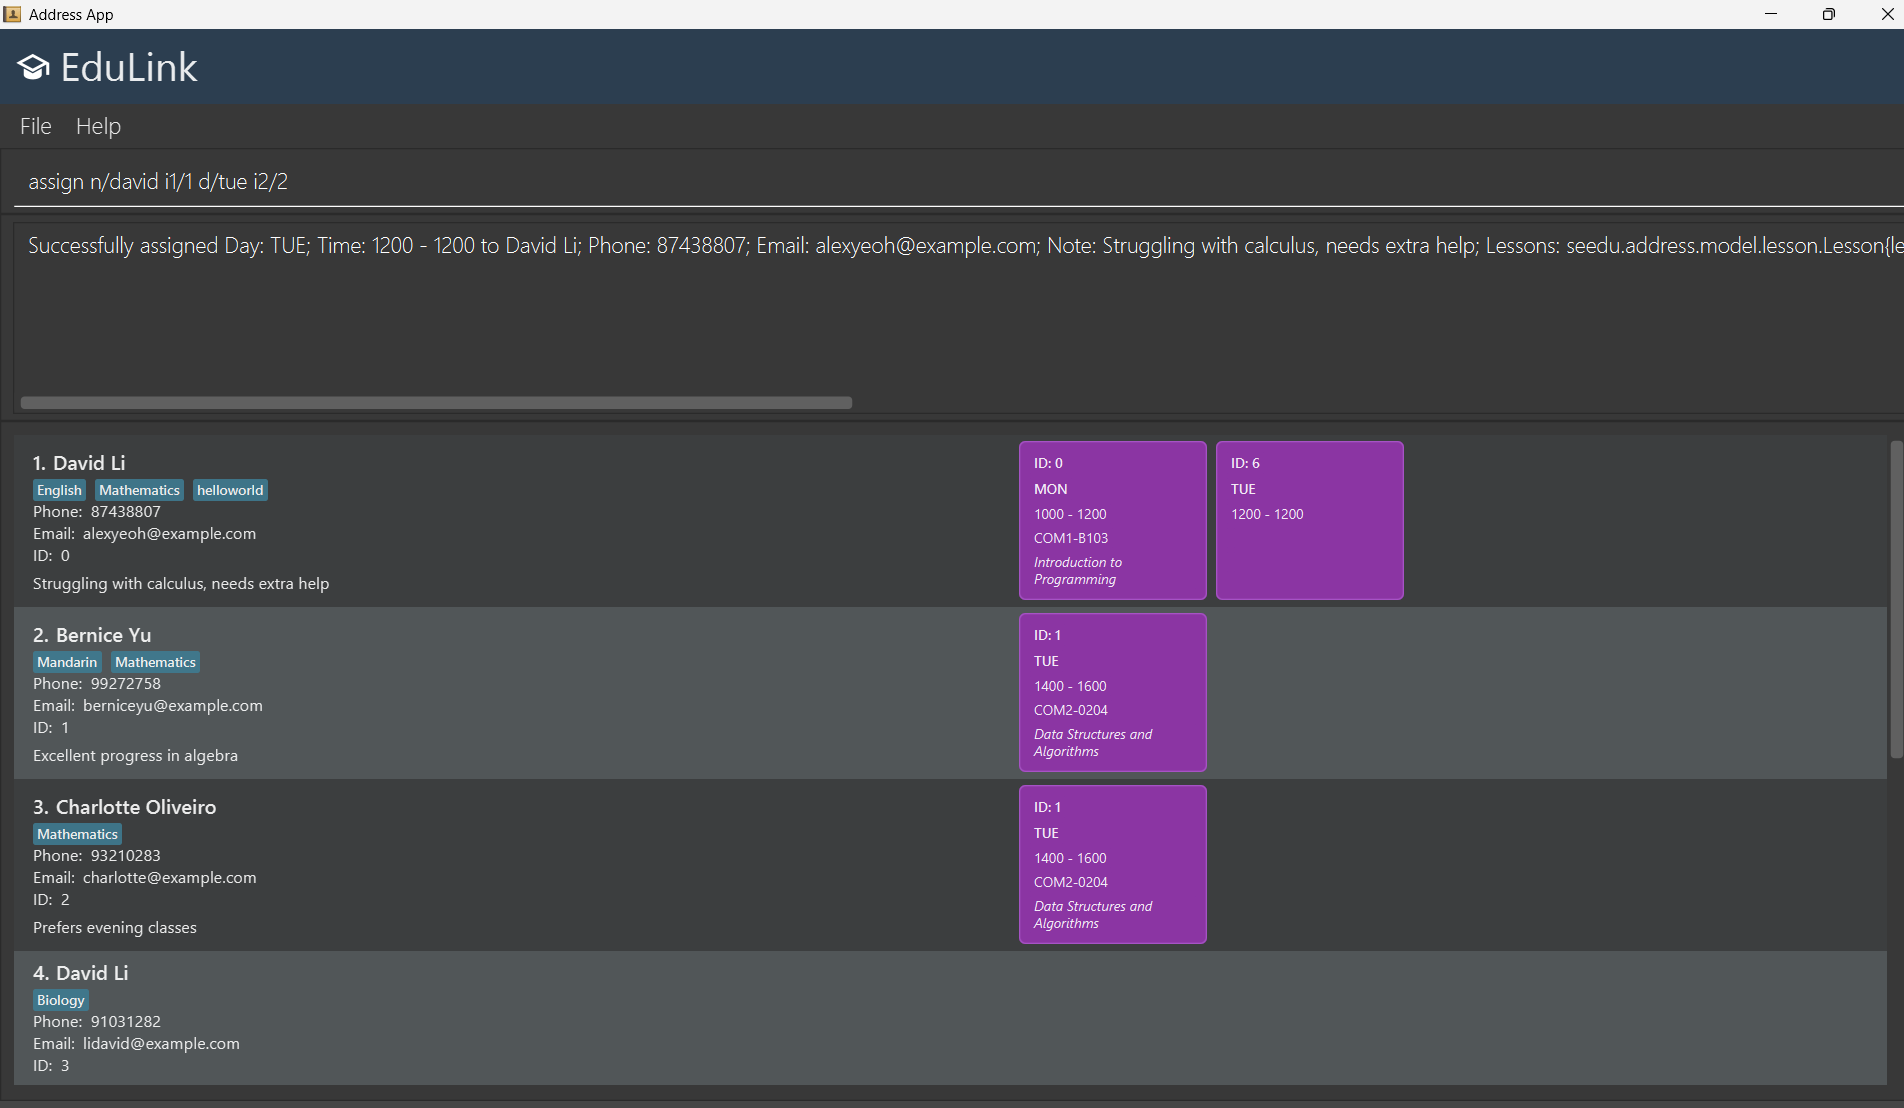 Address App
EduLink
File Help
assign n/david i1/1 d/tue i2/2
Successfully assigned Day: TUE; Time: 1200 - 1200 to David Li; Phone: 87438807; Email: alexyeoh@example.com; Note: Struggling with calculus, needs extra help; Lessons: seedu.address.model.lesson.Lesson{le
1. David Li
English Mathematics helloworld
Phone: 87438807
Email: alexyeoh@example.com
ID: 0
Struggling with calculus, needs extra help
ID: 0
MON
1000 - 1200
COM1-B103
Introduction to
Programming
ID: 6
TUE
1200 - 1200
2. Bernice Yu
Mandarin Mathematics
Phone: 99272758
Email: berniceyu@example.com
ID: 1
Excellent progress in algebra
ID: 1
TUE
1400 - 1600
COM2-0204
Data Structures and
Algorithms
3. Charlotte Oliveiro
Mathematics
Phone: 93210283
Email: charlotte@example.com
ID: 2
Prefers evening classes
ID: 1
TUE
1400 - 1600
COM2-0204
Data Structures and
Algorithms
4. David Li
Biology
Phone: 91031282
Email: lidavid@example.com
ID: 3